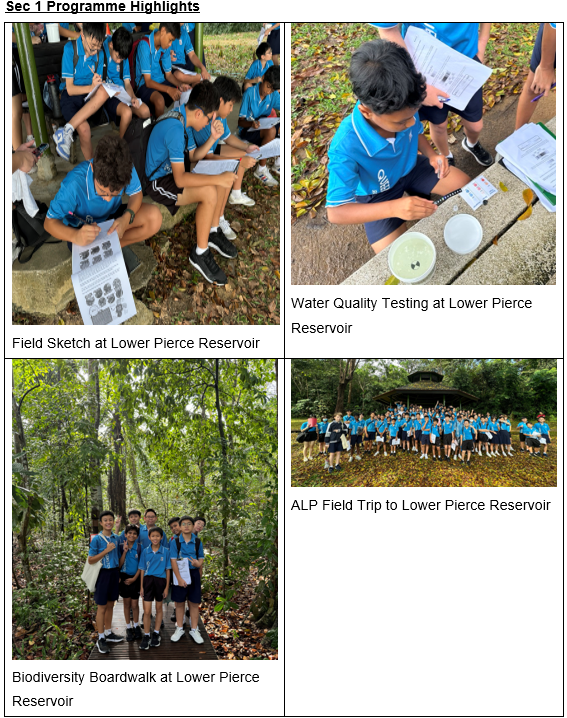 Sec 1 Programme Highlights
Field Sketch at Lower Pierce Reservoir
Water Quality Testing at Lower Pierce
Reservoir
Biodiversity Boardwalk at Lower Pierce
Reservoir
ALP Field Trip to Lower Pierce Reservoir